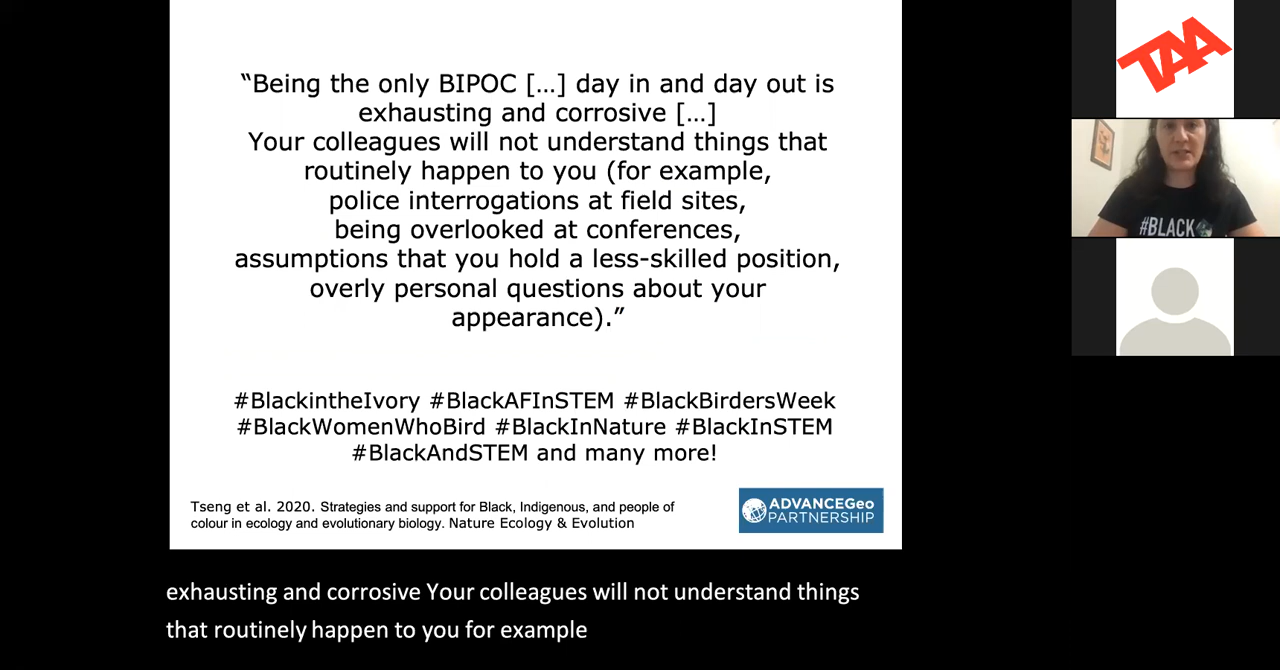 “Being the only BIPOC […] day in and day out is
exhausting and corrosive […]
Your colleagues will not understand things that
routinely happen to you (for example,
police interrogations at field sites,
being overlooked at conferences,
assumptions that you hold a less-skilled position,
overly personal questions about your
appearance).”
#BlackintheIvory #BlackAFInSTEM #BlackBirdersWeek
#BlackWomenWhoBird #BlackInNature #BlackInSTEM
#BlackAndSTEM and many more!
Tseng et al. 2020. Strategies and support for Black, Indigenous, and people of
colour in ecology and evolutionary biology. Nature Ecology & Evolution
ADVANCEGeo
PARTNERSHIP
exhausting and corrosive Your colleagues will not understand things
that routinely happen to you for example
TAA
#BLACK